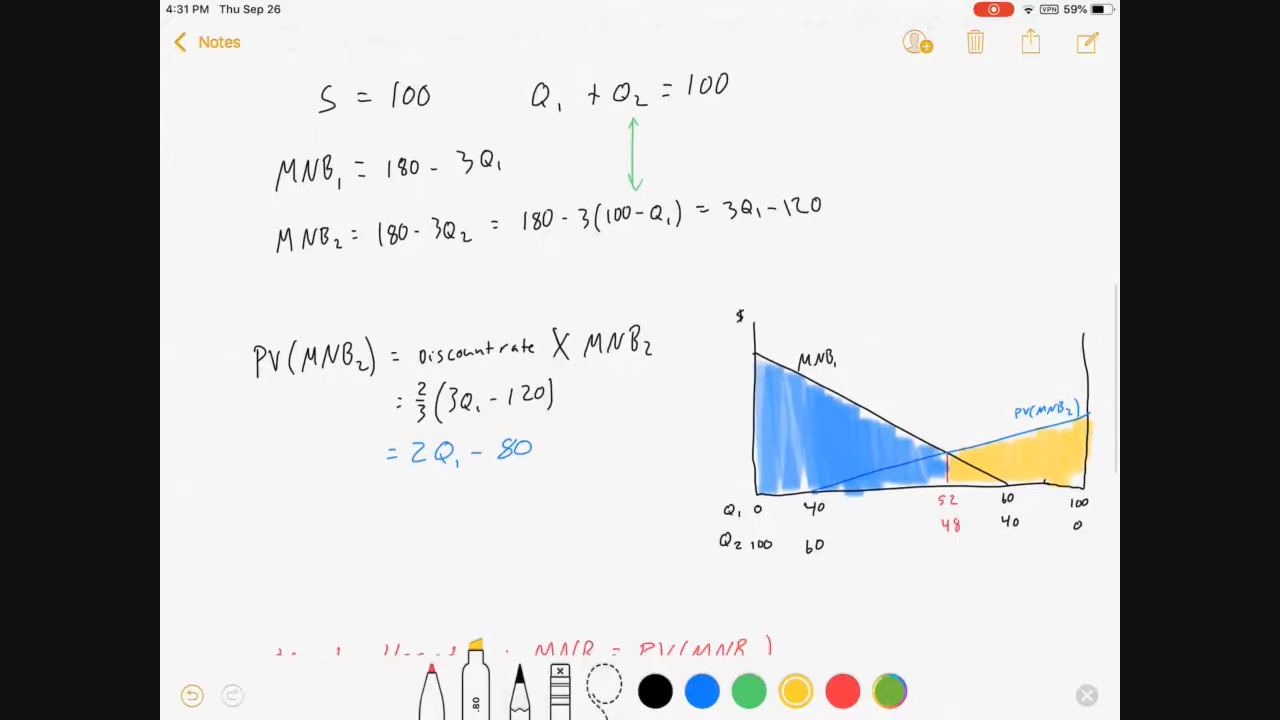 4:31 PM Thu Sep 26
VPN 59%
Notes
S = 100 Q₁ + Q₂ = 100
MNB₁ = 180 - 3Q₁
MNB₂ = 180 - 3Q₂ = 180 - 3(100 - Q₁) = 3Q₁ - 120
PV(MNB₂) = Discount rate X MNB₂
= 2/3 (3Q₁ - 120)
= 2Q₁ - 80
$
MNB₁
PV(MNB₂)
Q₁ 0 40 52 60 100
Q₂ 100 60 48 40 0
MNB = PV(MNB )
.80